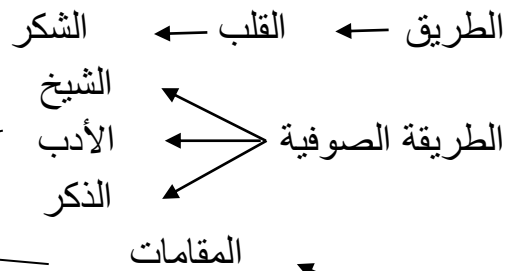 الطريق ← القلب ← الشكر
الشيخ
الطريقة الصوفية الأدب
الذكر
المقامات